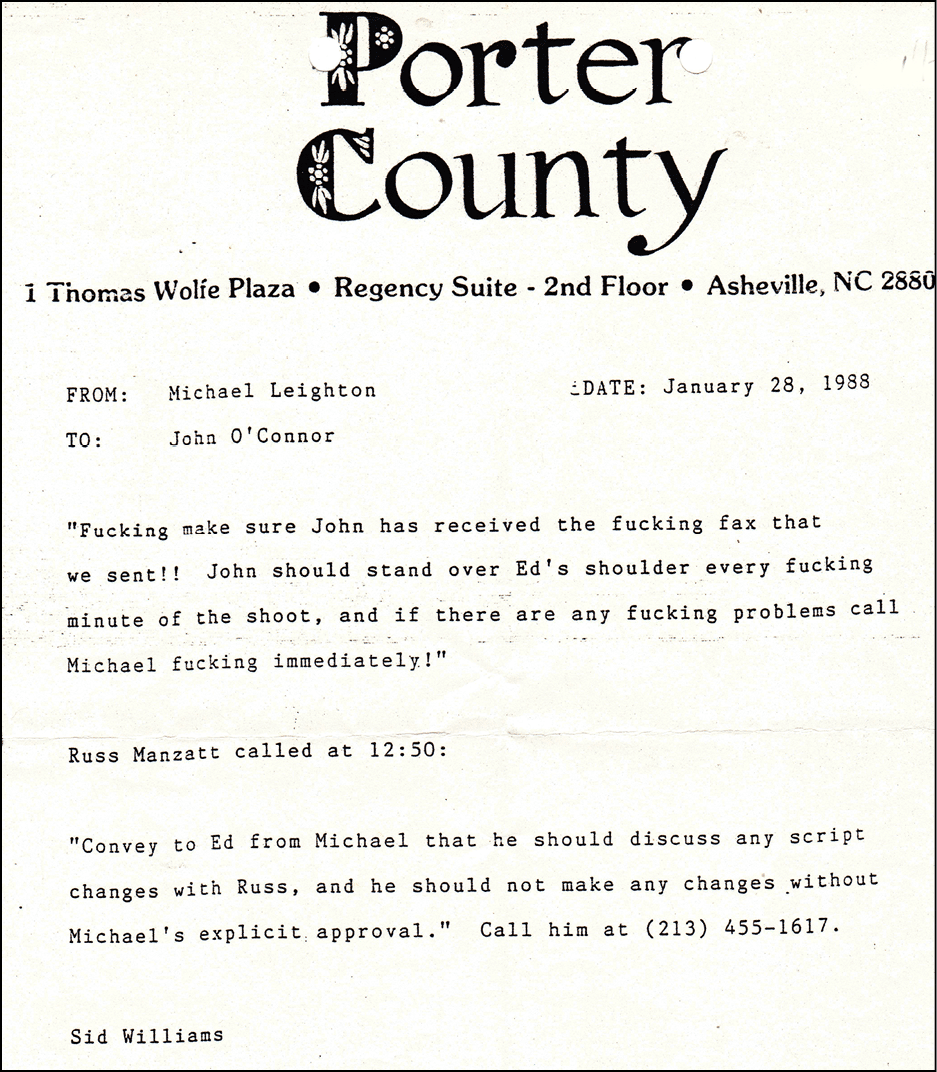 Porter
County
1 Thomas Wolfe Plaza • Regency Suite - 2nd Floor • Asheville, NC 2880
FROM: Michael Leighton DATE: January 28, 1988
TO: John O'Connor
"Fucking make sure John has received the fucking fax that
we sent!! John should stand over Ed's shoulder every fucking
minute of the shoot, and if there are any fucking problems call
Michael fucking immediately!"
Russ Manzatt called at 12:50:
"Convey to Ed from Michael that he should discuss any script
changes with Russ, and he should not make any changes without
Michael's explicit approval." Call him at (213) 455-1617.
Sid Williams